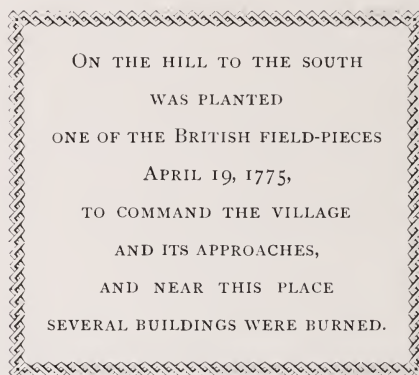 On the hill to the south
was planted
one of the British field-pieces
April 19, 1775,
to command the village
and its approaches,
and near this place
several buildings were burned.